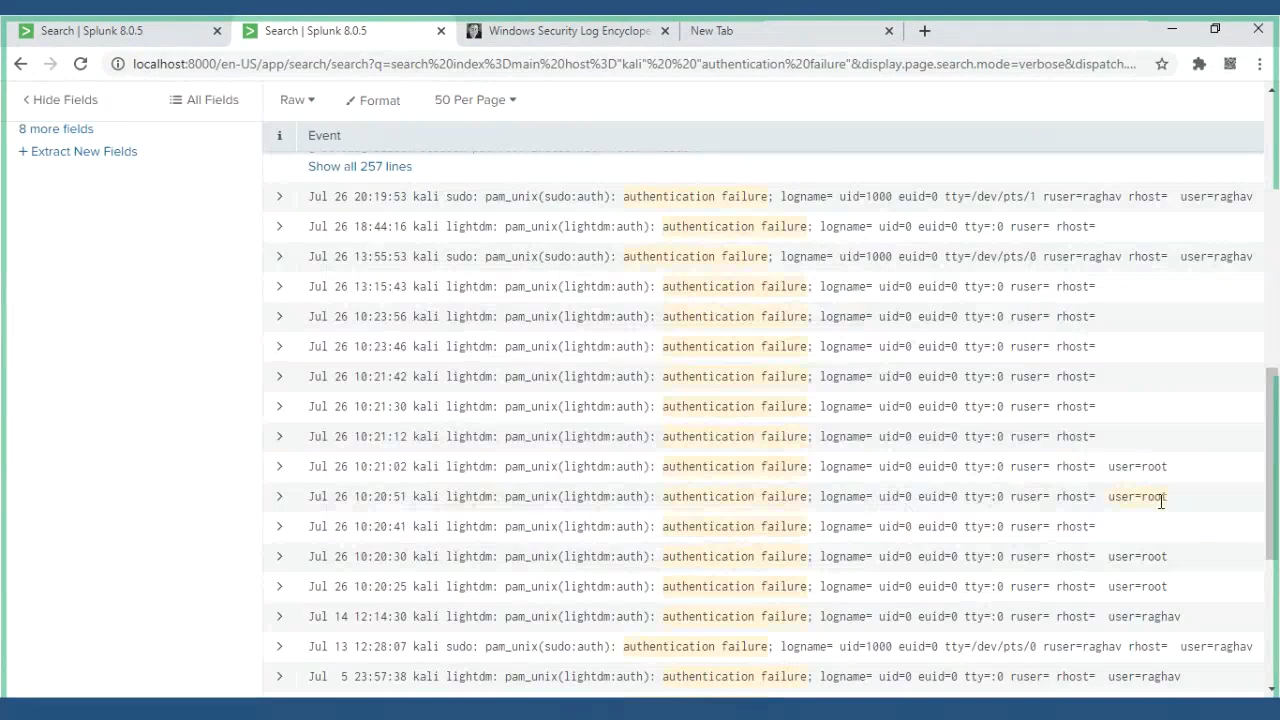 Search | Splunk 8.0.5
Search | Splunk 8.0.5
Windows Security Log Encyclope
New Tab
localhost:8000/en-US/app/search/search?q=search%20index%3Dmain%20host%3D"kali"%20%20"authentication%20failure"&display.page.search.mode=verbose&dispatch....
< Hide Fields
All Fields
Raw
Format
50 Per Page
8 more fields
+ Extract New Fields
i Event
Show all 257 lines
> Jul 26 20:19:53 kali sudo: pam_unix(sudo:auth): authentication failure; logname= uid=1000 euid=0 tty=/dev/pts/1 ruser=raghav rhost=  user=raghav
> Jul 26 18:44:16 kali lightdm: pam_unix(lightdm:auth): authentication failure; logname= uid=0 euid=0 tty=:0 ruser= rhost=
> Jul 26 13:55:53 kali sudo: pam_unix(sudo:auth): authentication failure; logname= uid=1000 euid=0 tty=/dev/pts/0 ruser=raghav rhost=  user=raghav
> Jul 26 13:15:43 kali lightdm: pam_unix(lightdm:auth): authentication failure; logname= uid=0 euid=0 tty=:0 ruser= rhost=
> Jul 26 10:23:56 kali lightdm: pam_unix(lightdm:auth): authentication failure; logname= uid=0 euid=0 tty=:0 ruser= rhost=
> Jul 26 10:23:46 kali lightdm: pam_unix(lightdm:auth): authentication failure; logname= uid=0 euid=0 tty=:0 ruser= rhost=
> Jul 26 10:21:42 kali lightdm: pam_unix(lightdm:auth): authentication failure; logname= uid=0 euid=0 tty=:0 ruser= rhost=
> Jul 26 10:21:30 kali lightdm: pam_unix(lightdm:auth): authentication failure; logname= uid=0 euid=0 tty=:0 ruser= rhost=
> Jul 26 10:21:12 kali lightdm: pam_unix(lightdm:auth): authentication failure; logname= uid=0 euid=0 tty=:0 ruser= rhost=
> Jul 26 10:21:02 kali lightdm: pam_unix(lightdm:auth): authentication failure; logname= uid=0 euid=0 tty=:0 ruser= rhost=  user=root
> Jul 26 10:20:51 kali lightdm: pam_unix(lightdm:auth): authentication failure; logname= uid=0 euid=0 tty=:0 ruser= rhost=  user=root
> Jul 26 10:20:41 kali lightdm: pam_unix(lightdm:auth): authentication failure; logname= uid=0 euid=0 tty=:0 ruser= rhost=
> Jul 26 10:20:30 kali lightdm: pam_unix(lightdm:auth): authentication failure; logname= uid=0 euid=0 tty=:0 ruser= rhost=  user=root
> Jul 26 10:20:25 kali lightdm: pam_unix(lightdm:auth): authentication failure; logname= uid=0 euid=0 tty=:0 ruser= rhost=  user=root
> Jul 14 12:14:30 kali lightdm: pam_unix(lightdm:auth): authentication failure; logname= uid=0 euid=0 tty=:0 ruser= rhost=  user=raghav
> Jul 13 12:28:07 kali sudo: pam_unix(sudo:auth): authentication failure; logname= uid=1000 euid=0 tty=/dev/pts/0 ruser=raghav rhost=  user=raghav
> Jul  5 23:57:38 kali lightdm: pam_unix(lightdm:auth): authentication failure; logname= uid=0 euid=0 tty=:0 ruser= rhost=  user=raghav